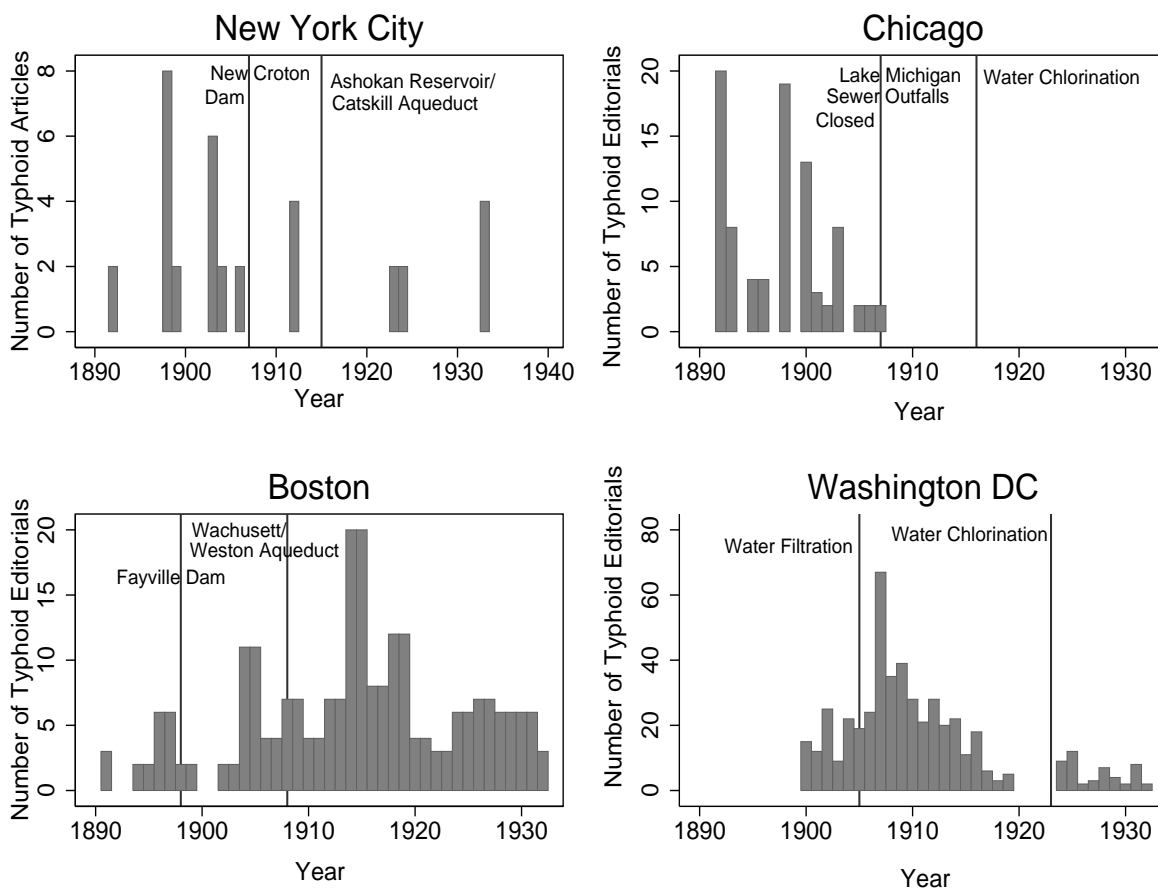 New York City
Number of Typhoid Articles
8
6
4
2
0
New Croton
Dam
Ashokan Reservoir/
Catskill Aqueduct
1890 1900 1910 1920 1930 1940
Year
Chicago
Number of Typhoid Editorials
20
15
10
5
0
Lake Michigan
Sewer Outfalls
Closed
Water Chlorination
1890 1900 1910 1920 1930
Year
Boston
Number of Typhoid Editorials
20
15
10
5
0
Fayville Dam
Wachusett/
Weston Aqueduct
1890 1900 1910 1920 1930
Year
Washington DC
Number of Typhoid Editorials
80
60
40
20
0
Water Filtration
Water Chlorination
1890 1900 1910 1920 1930
Year